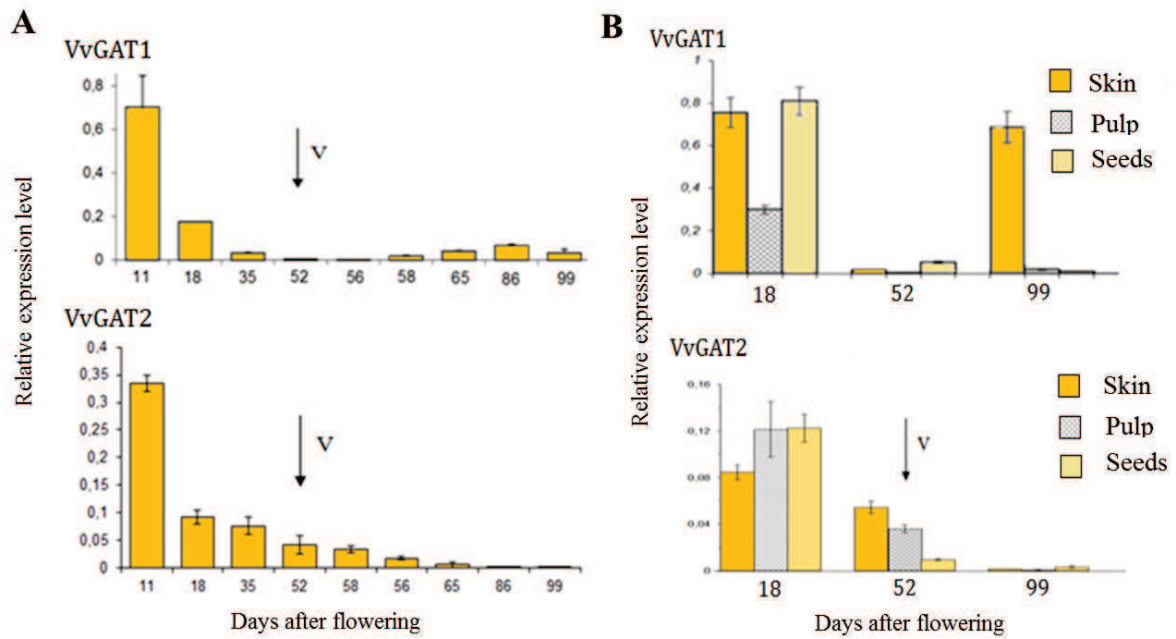 A
VvGAT1
0,8
0,6
0,4
0,2
0
V
11 18 35 52 56 58 65 86 99
VvGAT2
0,4
0,35
0,3
0,25
0,2
0,15
0,1
0,05
0
V
11 18 35 52 58 56 65 86 99
Relative expression level
Days after flowering
B
VvGAT1
1
0,8
0,6
0,4
0,2
0
Skin
Pulp
Seeds
18 52 99
VvGAT2
0,16
0,12
0,08
0,04
0
V
Skin
Pulp
Seeds
18 52 99
Relative expression level
Days after flowering